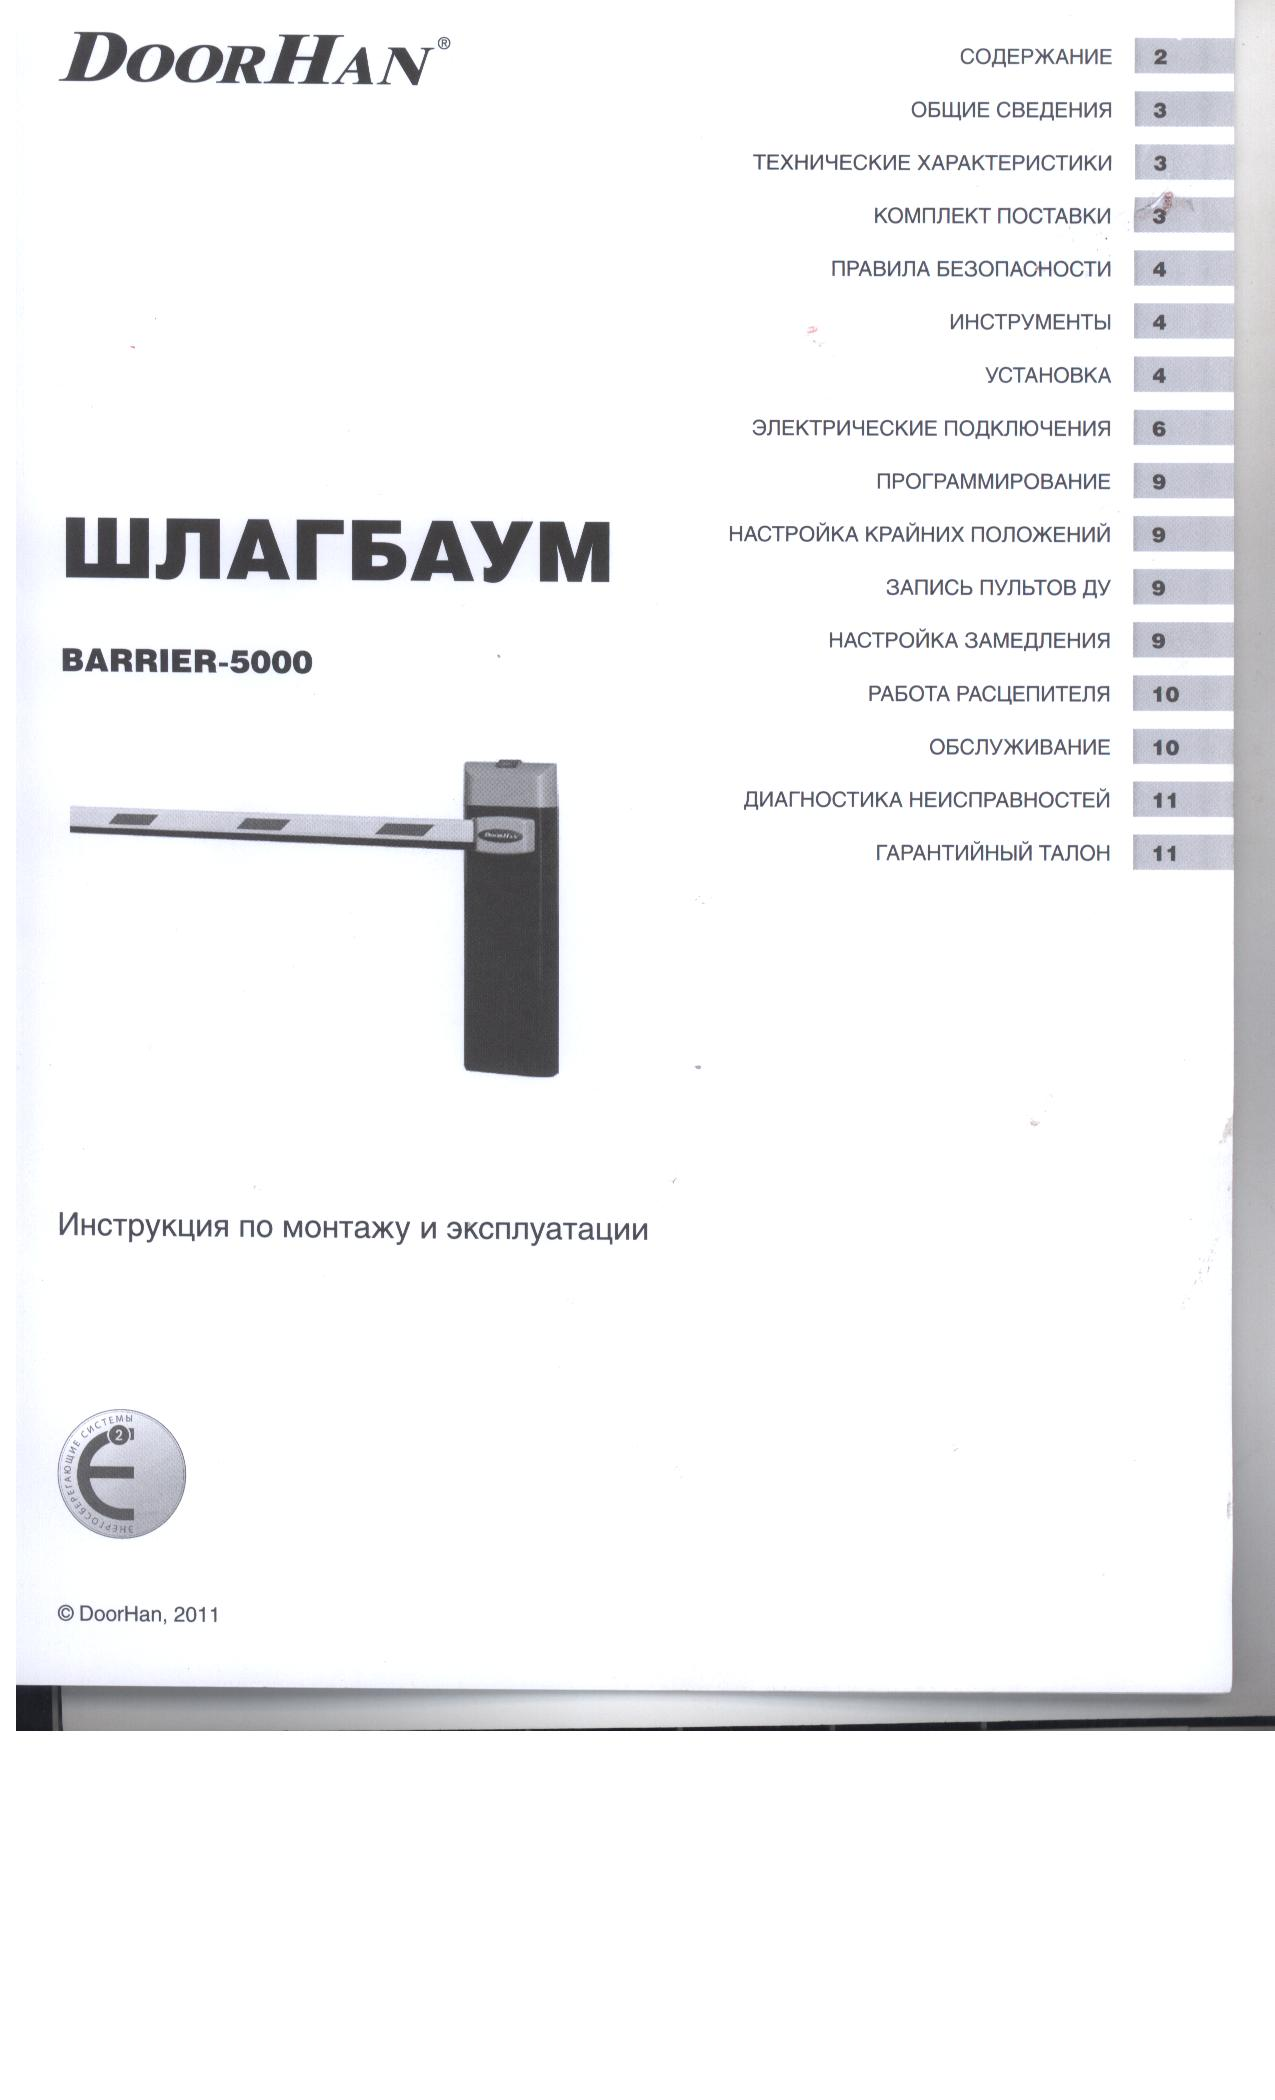 DOORHAN®
ШЛАГБАУМ
BARRIER-5000
DOORHAN
Инструкция по монтажу и эксплуатации
ЭНЕРГОСБЕРЕГАЮЩИЕ СИСТЕМЫ
2
© DoorHan, 2011
СОДЕРЖАНИЕ 2
ОБЩИЕ СВЕДЕНИЯ 3
ТЕХНИЧЕСКИЕ ХАРАКТЕРИСТИКИ 3
КОМПЛЕКТ ПОСТАВКИ 3
ПРАВИЛА БЕЗОПАСНОСТИ 4
ИНСТРУМЕНТЫ 4
УСТАНОВКА 4
ЭЛЕКТРИЧЕСКИЕ ПОДКЛЮЧЕНИЯ 6
ПРОГРАММИРОВАНИЕ 9
НАСТРОЙКА КРАЙНИХ ПОЛОЖЕНИЙ 9
ЗАПИСЬ ПУЛЬТОВ ДУ 9
НАСТРОЙКА ЗАМЕДЛЕНИЯ 9
РАБОТА РАСЦЕПИТЕЛЯ 10
ОБСЛУЖИВАНИЕ 10
ДИАГНОСТИКА НЕИСПРАВНОСТЕЙ 11
ГАРАНТИЙНЫЙ ТАЛОН 11